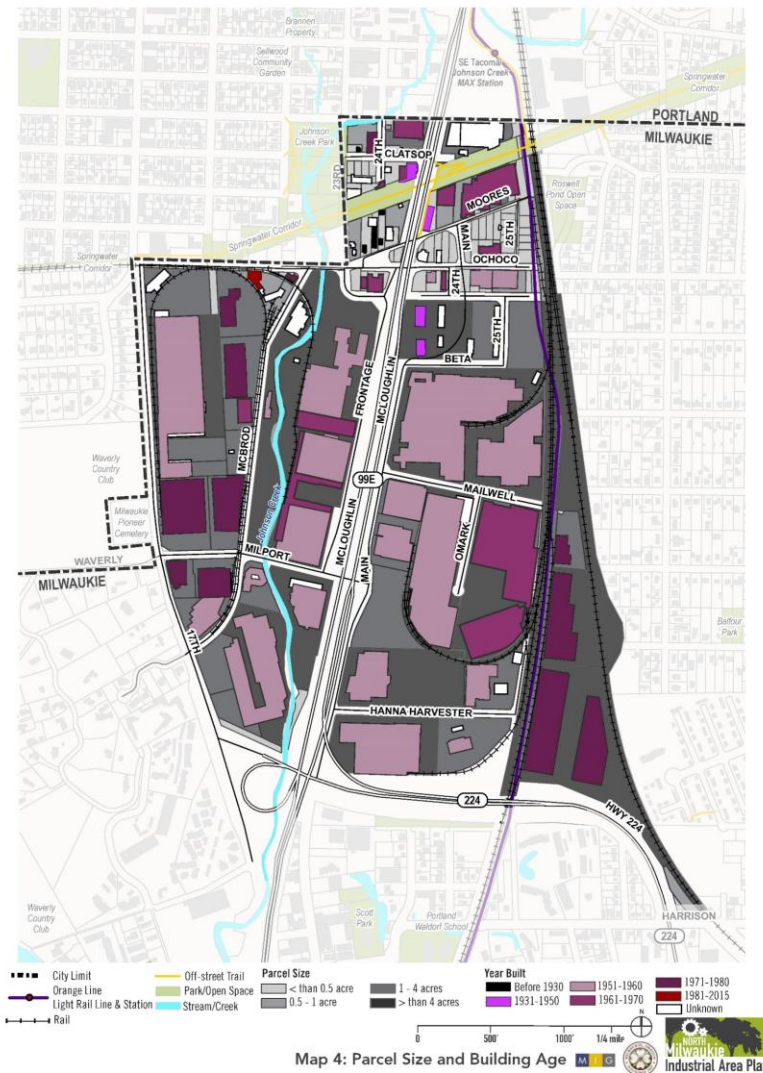 Brannen
Property
Sellwood
Community
Garden
SE Tacoma/
Johnson Creek
MAX Station
Springwater
Corridor
PORTLAND
MILWAUKIE
Johnson
Creek Park
23RD
24TH
CLATSOP
Roswell
Pond Open
Space
MOORES
MAIN
25TH
Springwater Corridor
Springwater
Corridor
OCHOCO
24TH
25TH
BETA
FRONTAGE
MCLOUGHLIN
MCBROD
Waverly
Country
Club
99E
MAILWELL
Milwaukie
Pioneer
Cemetery
Johnson Creek
OMARK
WAVERLY
MILPORT
MCLOUGHLIN
MAIN
MILWAUKIE
17TH
Balfour
Park
HANNA HARVESTER
224
HWY 224
Waverly
Country
Club
Scott
Park
Portland
Waldorf School
HARRISON
224
City Limit
Orange Line
Light Rail Line & Station
Rail
Off-street Trail
Park/Open Space
Stream/Creek
Parcel Size
< than 0.5 acre
0.5 - 1 acre
1 - 4 acres
> than 4 acres
Year Built
Before 1930
1931-1950
1951-1960
1961-1970
1971-1980
1981-2015
Unknown
0 500' 1000' 1/4 mile
N
Map 4: Parcel Size and Building Age
M I G
NORTH
Milwaukie
Industrial Area Pla